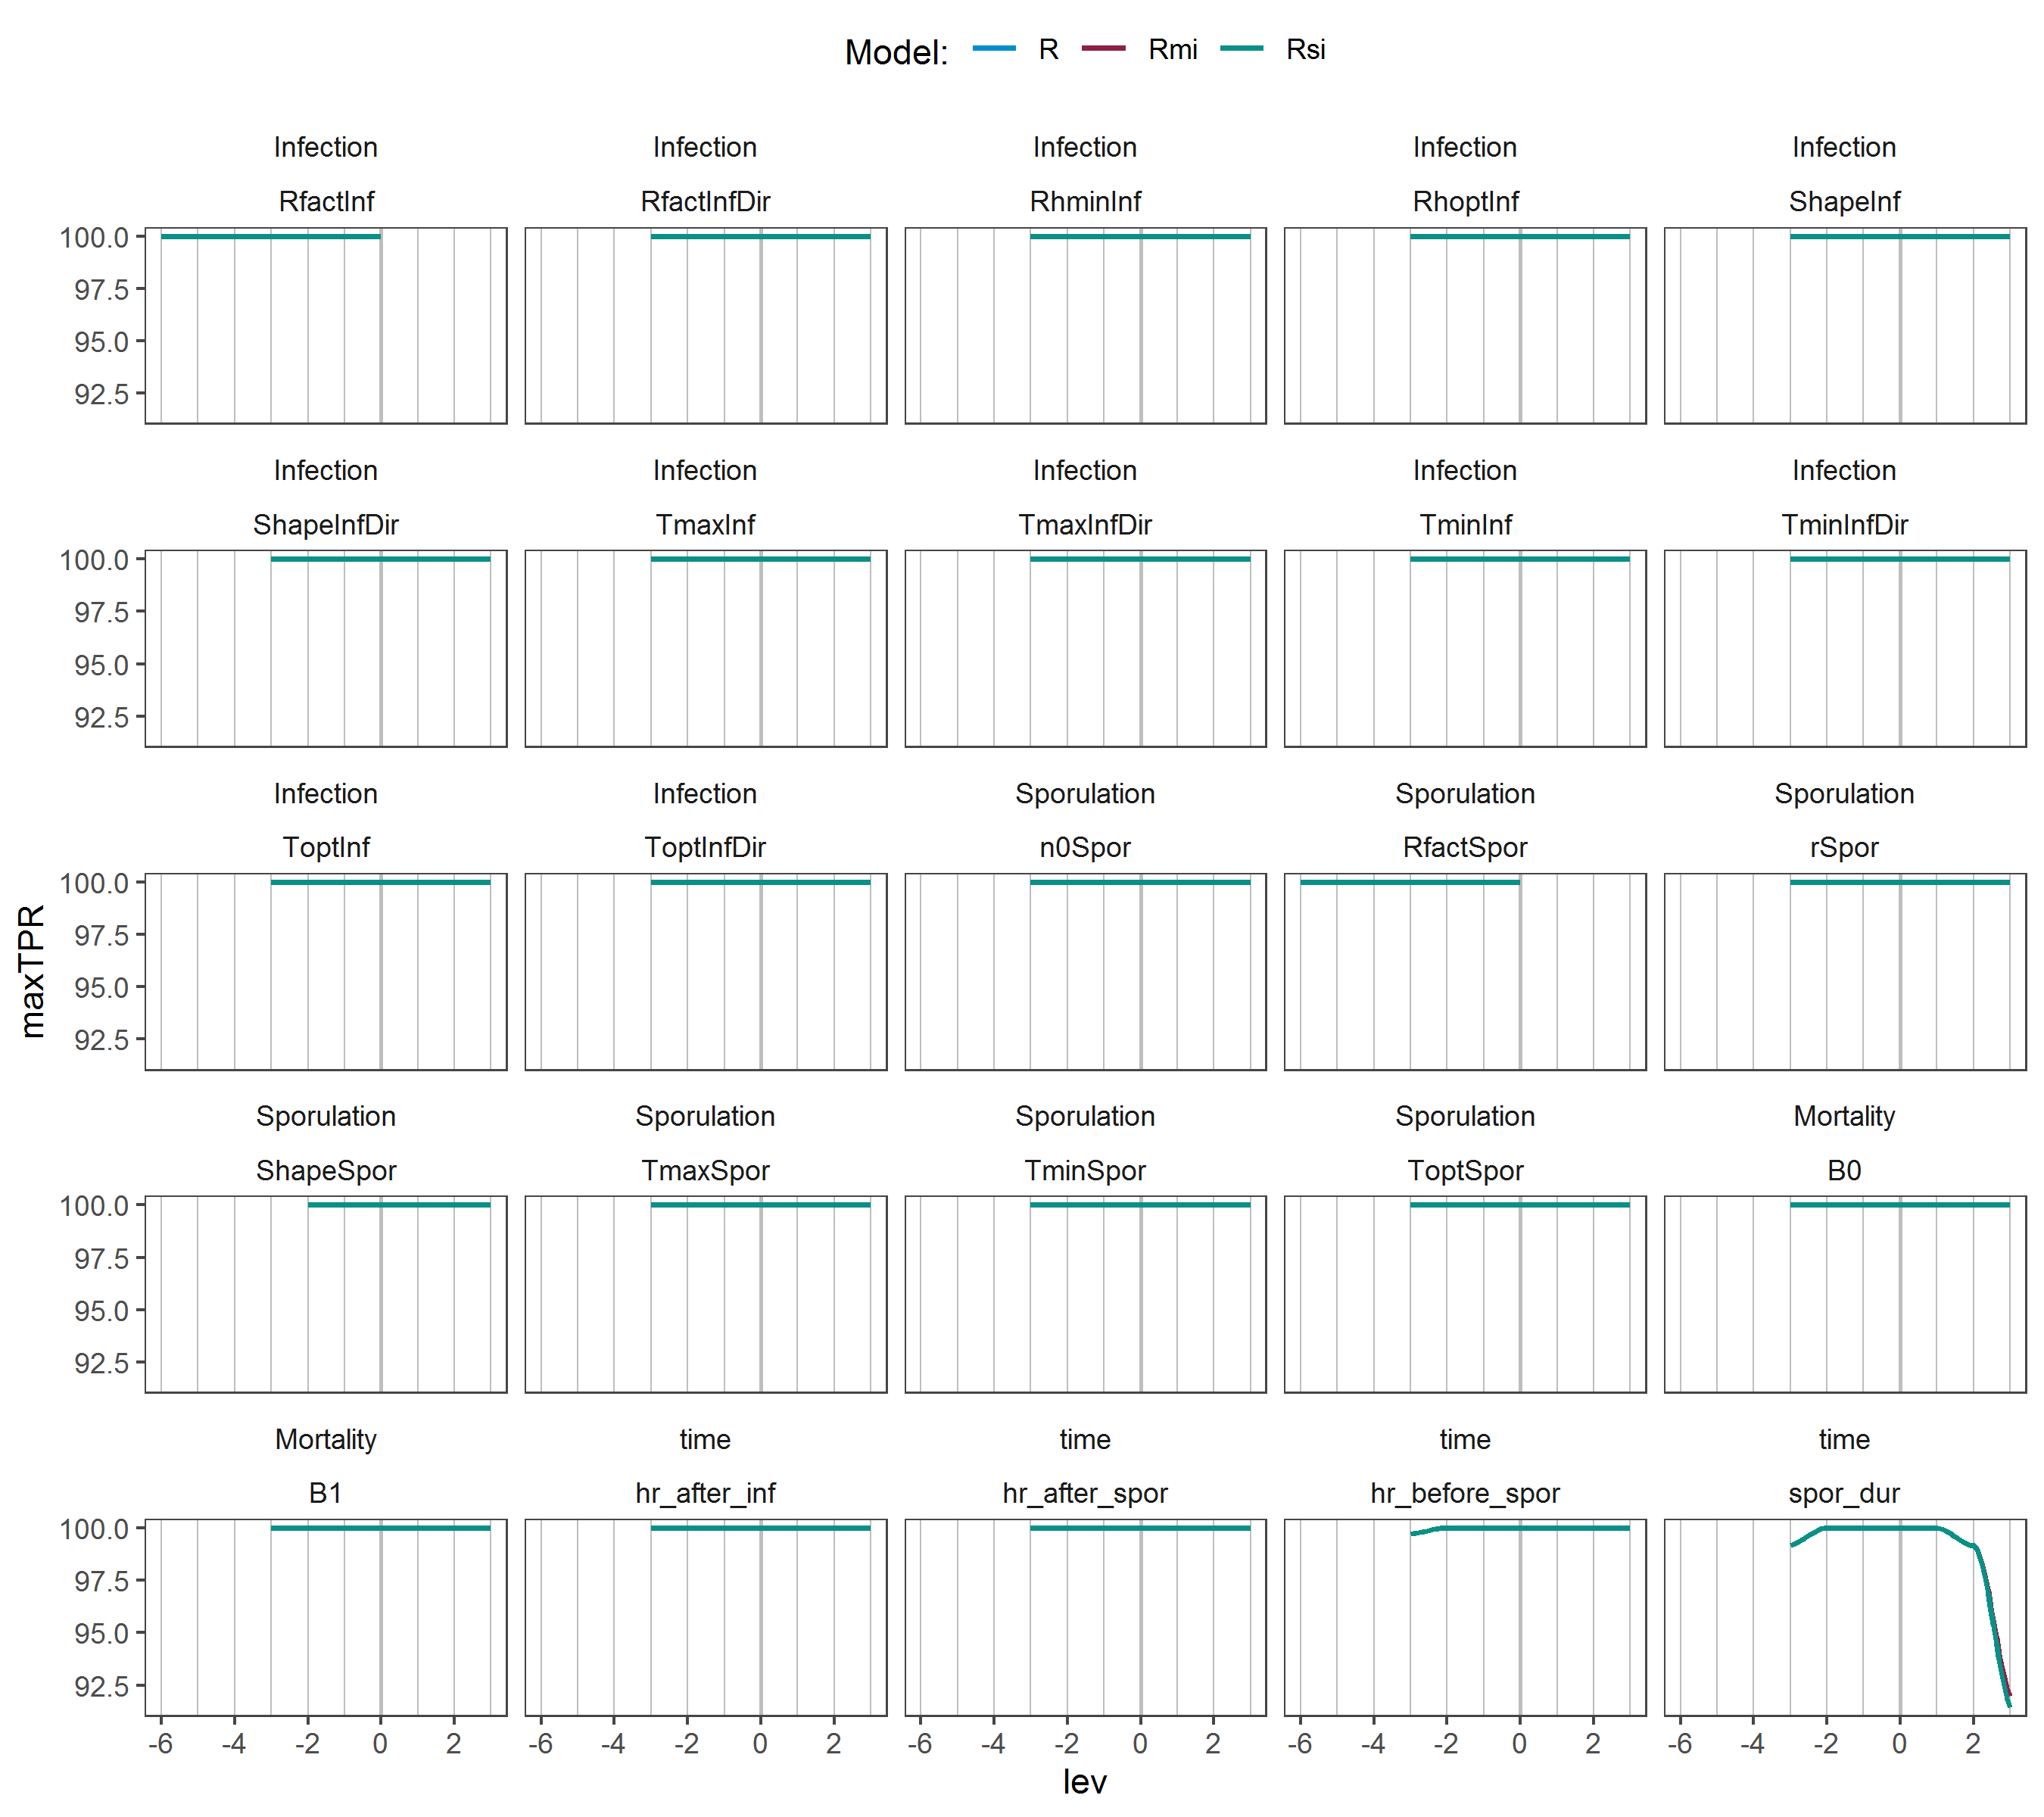 Model: R Rmi Rsi
Infection Infection Infection Infection Infection
RfactInf RfactInfDir RhminInf RhoptInf ShapeInf
100.0
97.5
95.0
92.5
Infection Infection Infection Infection Infection
ShapeInfDir TmaxInf TmaxInfDir TminInf TminInfDir
100.0
97.5
95.0
92.5
Infection Infection Sporulation Sporulation Sporulation
ToptInf ToptInfDir n0Spor RfactSpor rSpor
100.0
97.5
95.0
92.5
maxTPR
Sporulation Sporulation Sporulation Sporulation Mortality
ShapeSpor TmaxSpor TminSpor ToptSpor B0
100.0
97.5
95.0
92.5
Mortality time time time time
B1 hr_after_inf hr_after_spor hr_before_spor spor_dur
100.0
97.5
95.0
92.5
-6 -4 -2 0 2 -6 -4 -2 0 2 -6 -4 -2 0 2 -6 -4 -2 0 2 -6 -4 -2 0 2
lev